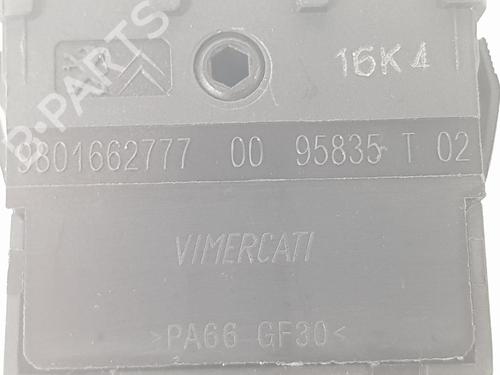 16K4
9801662777 00 95835 T 02
VIMERCATI
>PA66 GF30<
B-PARTS